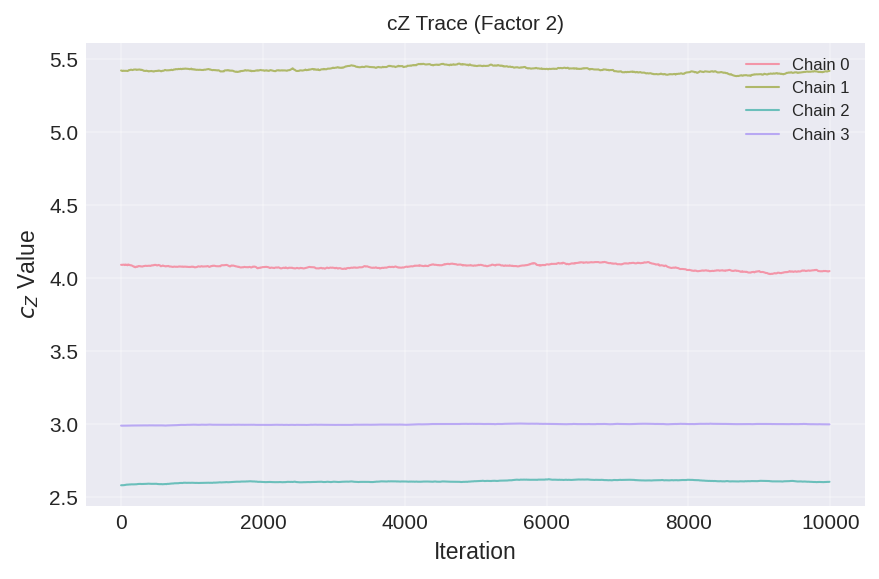 cZ Trace (Factor 2)
5.5
5.0
4.5
4.0
3.5
3.0
2.5
cZ Value
Chain 0
Chain 1
Chain 2
Chain 3
0 2000 4000 6000 8000 10000
Iteration